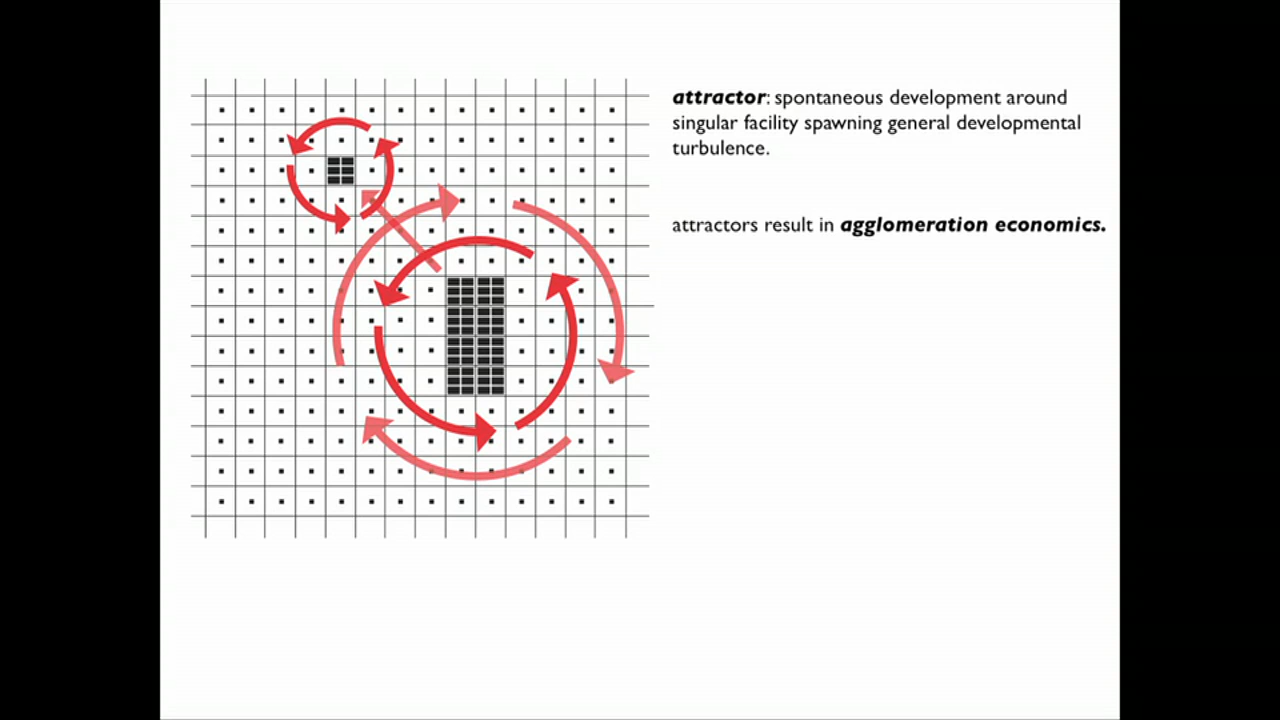 attractor: spontaneous development around
singular facility spawning general developmental
turbulence.
attractors result in agglomeration economics.